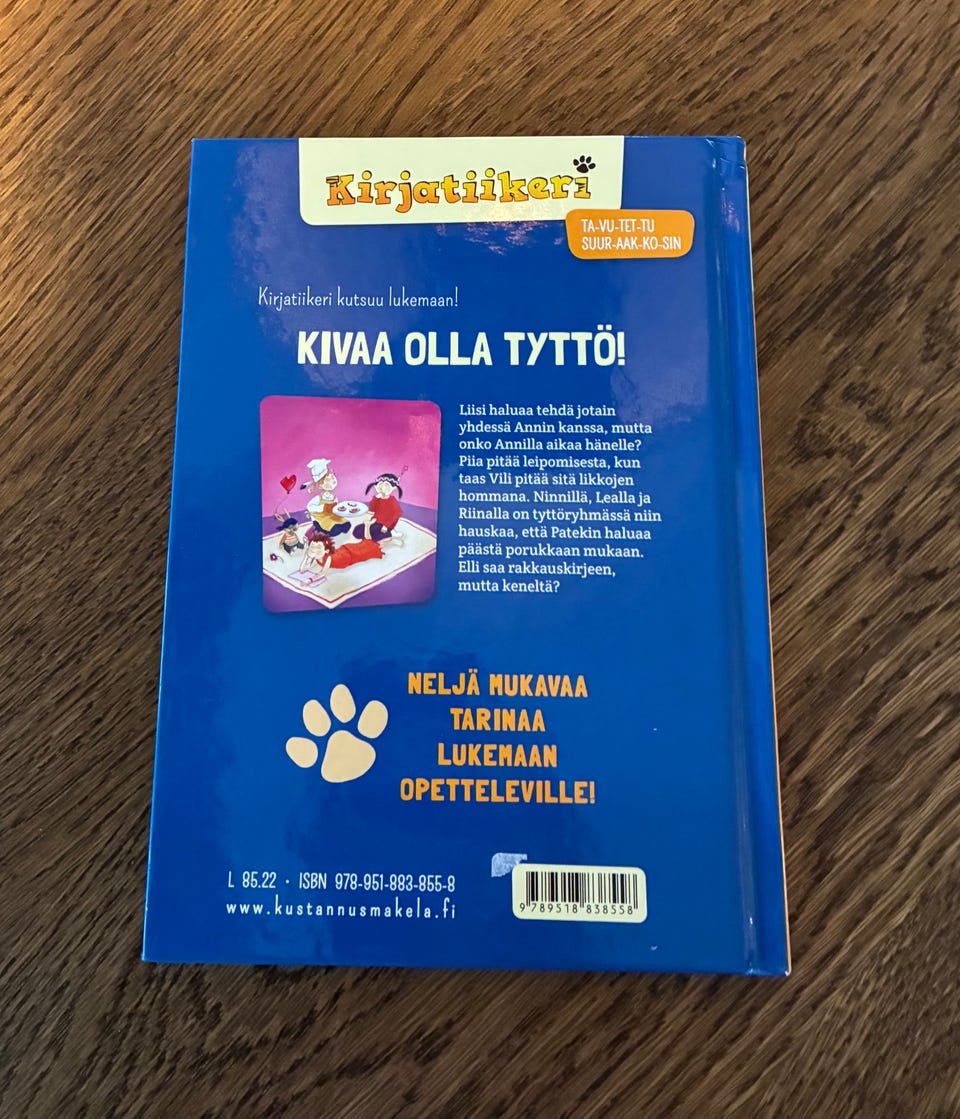 Kirjatiikeri
TA-VU-TET-TU
SUUR-AAK-KO-SIN
Kirjatiikeri kutsuu lukemaan!
KIVAA OLLA TYTTÖ!
Liisi haluaa tehdä jotain
yhdessä Annin kanssa, mutta
onko Annilla aikaa hänelle?
Piia pitää leipomisesta, kun
taas Vili pitää sitä likkojen
hommana. Ninnillä, Lealla ja
Riinalla on tyttöryhmässä niin
hauskaa, että Patekin haluaa
päästä porukkaan mukaan.
Elli saa rakkauskirjeen,
mutta keneltä?
NELJÄ MUKAVAA
TARINAA
LUKEMAAN
OPETTELEVILLE!
L 85.22 · ISBN 978-951-883-855-8
www.kustannusmakela.fi
9 789518 838558